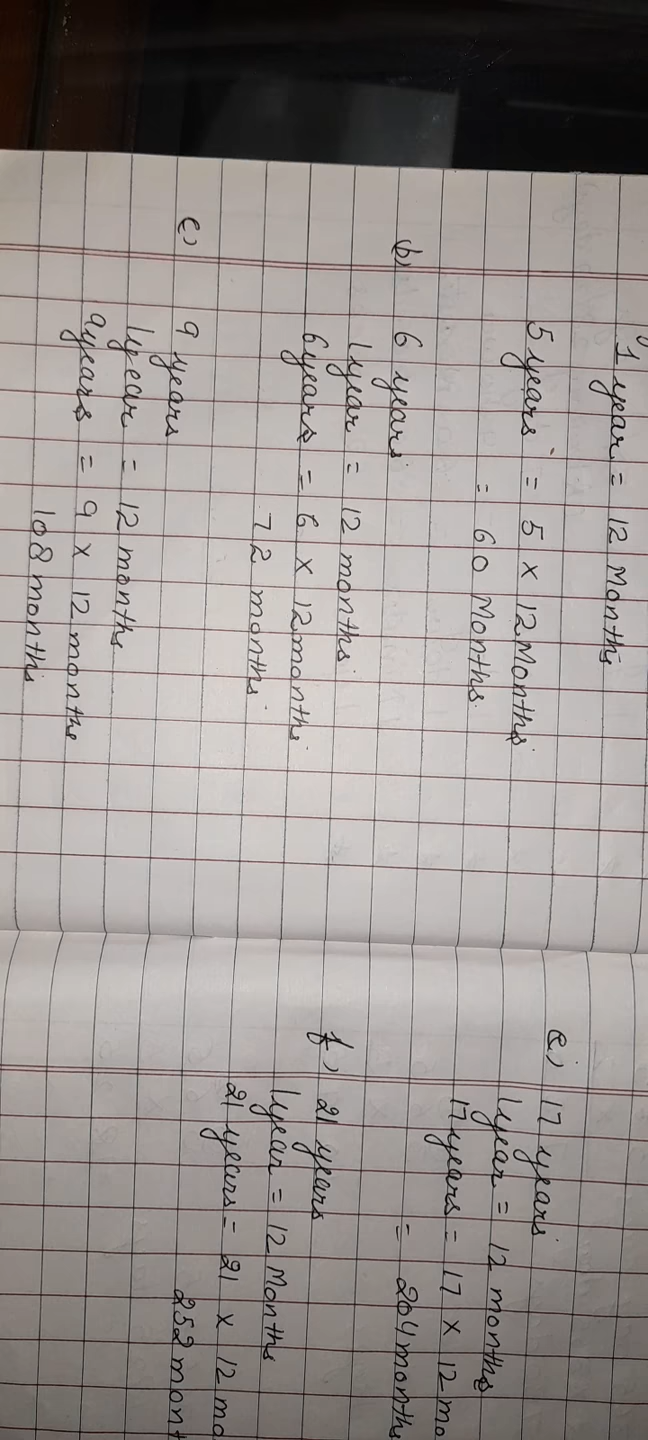 1 year = 12 Months
5 years = 5 x 12 Months
= 60 Months
b) 6 years
1 year = 12 months
6 years = 6 x 12 months
72 months
c) 9 years
1 year = 12 months
9 years = 9 x 12 months
108 months
e) 17 years
1 year = 12 months
17 years = 17 x 12 mo
= 204 months
f) 21 years
1 year = 12 Months
21 years = 21 x 12 mo
252 mont